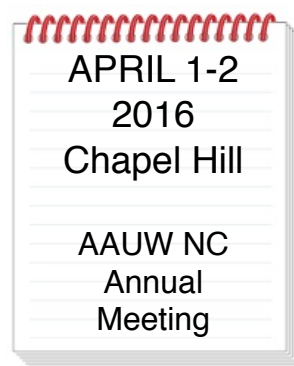 APRIL 1-2
2016
Chapel Hill
AAUW NC
Annual
Meeting